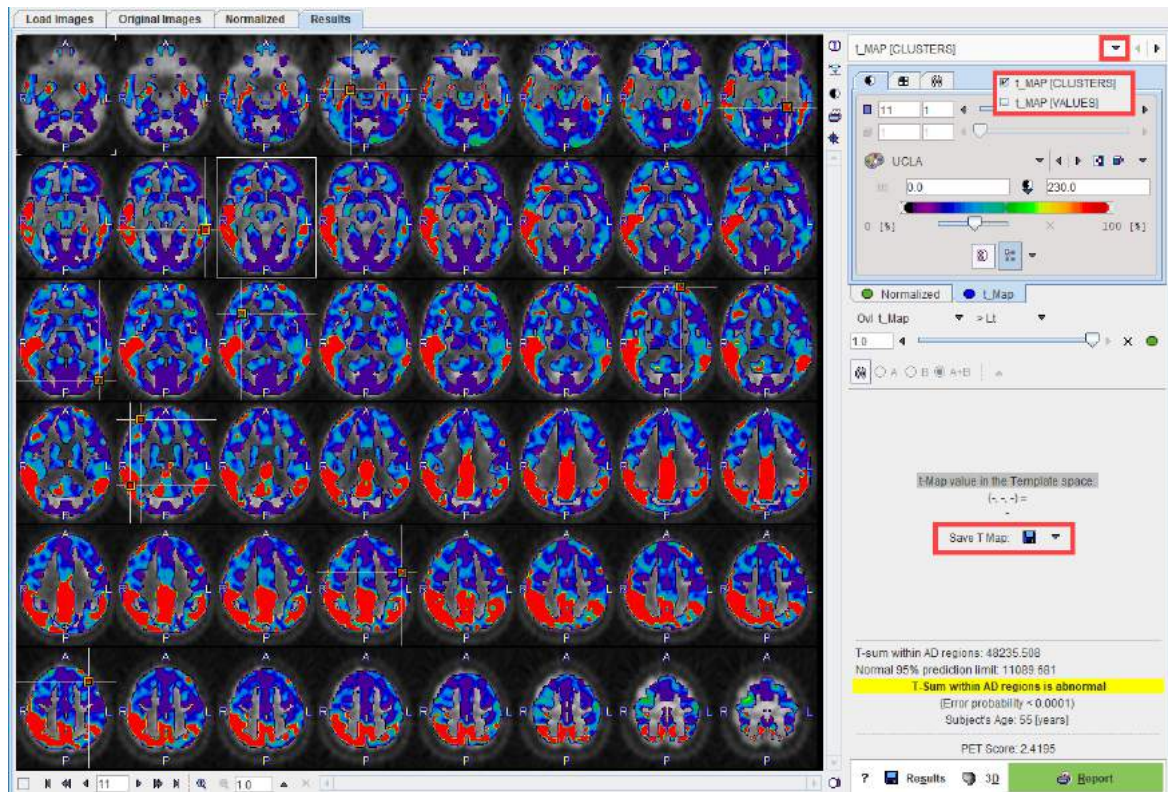 Load Images Original Images Normalized Results
t_MAP [CLUSTERS]
t_MAP [CLUSTERS]
t_MAP [VALUES]
11 1
1 1
UCLA
0.0 230.0
0 [%] 100 [%]
Normalized t_Map
Ovl t_Map > Lt
1.0
A B A+B
t-Map value in the Template space.
(-, -, -) =
-
Save T Map:
T-sum within AD regions: 48235.508
Normal 95% prediction limit: 11089.681
T-Sum within AD regions is abnormal
(Error probability < 0.0001)
Subject's Age: 55 [years]
PET Score: 2.4195
11 1.0
? Results 3D Report